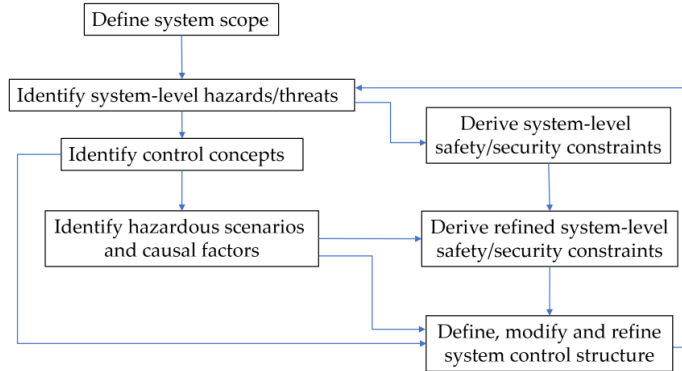 Define system scope
Identify system-level hazards/threats
Derive system-level
safety/security constraints
Identify control concepts
Identify hazardous scenarios
and causal factors
Derive refined system-level
safety/security constraints
Define, modify and refine
system control structure